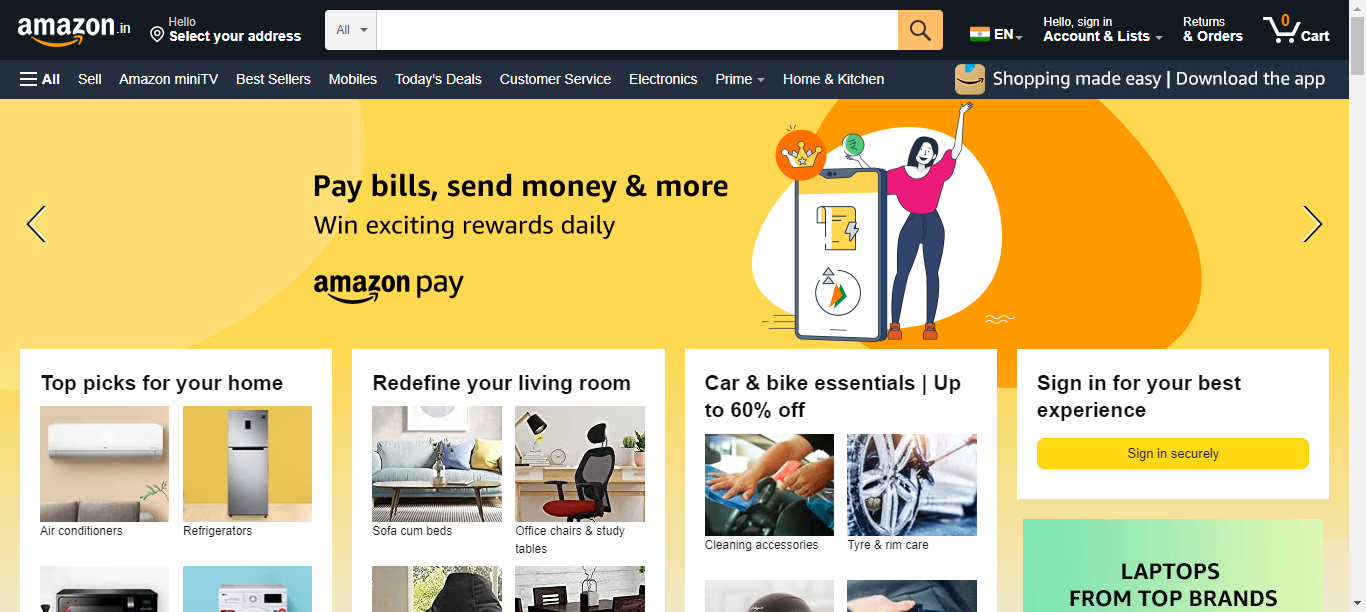 amazon.in
Hello
Select your address
All
EN
Hello, sign in
Account & Lists
Returns
& Orders
0
Cart
All
Sell
Amazon miniTV
Best Sellers
Mobiles
Today's Deals
Customer Service
Electronics
Prime
Home & Kitchen
Shopping made easy | Download the app
Pay bills, send money & more
Win exciting rewards daily
amazon pay
Top picks for your home
Air conditioners
Refrigerators
Redefine your living room
Sofa cum beds
Office chairs & study
tables
Car & bike essentials | Up
to 60% off
Cleaning accessories
Tyre & rim care
Sign in for your best
experience
Sign in securely
LAPTOPS
FROM TOP BRANDS